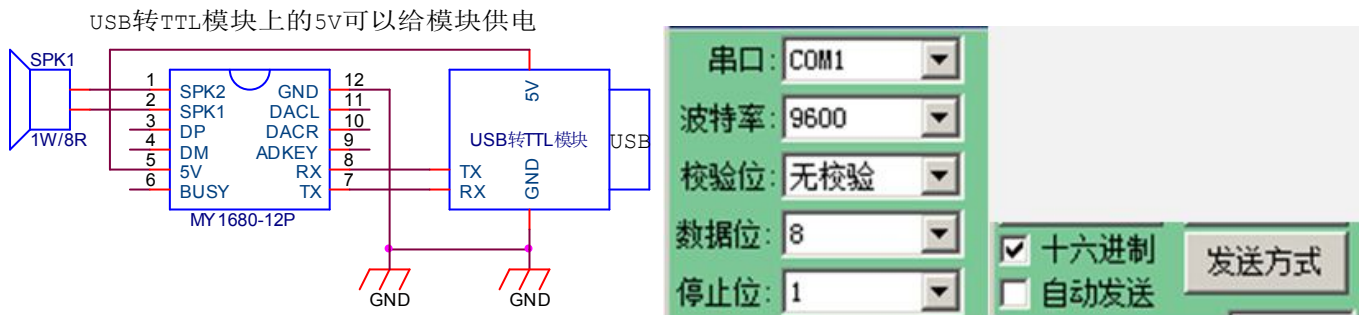 USB转TTL模块上的5V可以给模块供电
SPK1
1W/8R
1 SPK2 GND 12
2 SPK1 DACL 11
3 DP DACR 10
4 DM ADKEY 9
5 5V RX 8
6 BUSY TX 7
MY1680-12P
5V
USB转TTL模块
USB
TX
RX
GND
GND
GND
串口: COM1
波特率: 9600
校验位: 无校验
数据位: 8
停止位: 1
十六进制
自动发送
发送方式